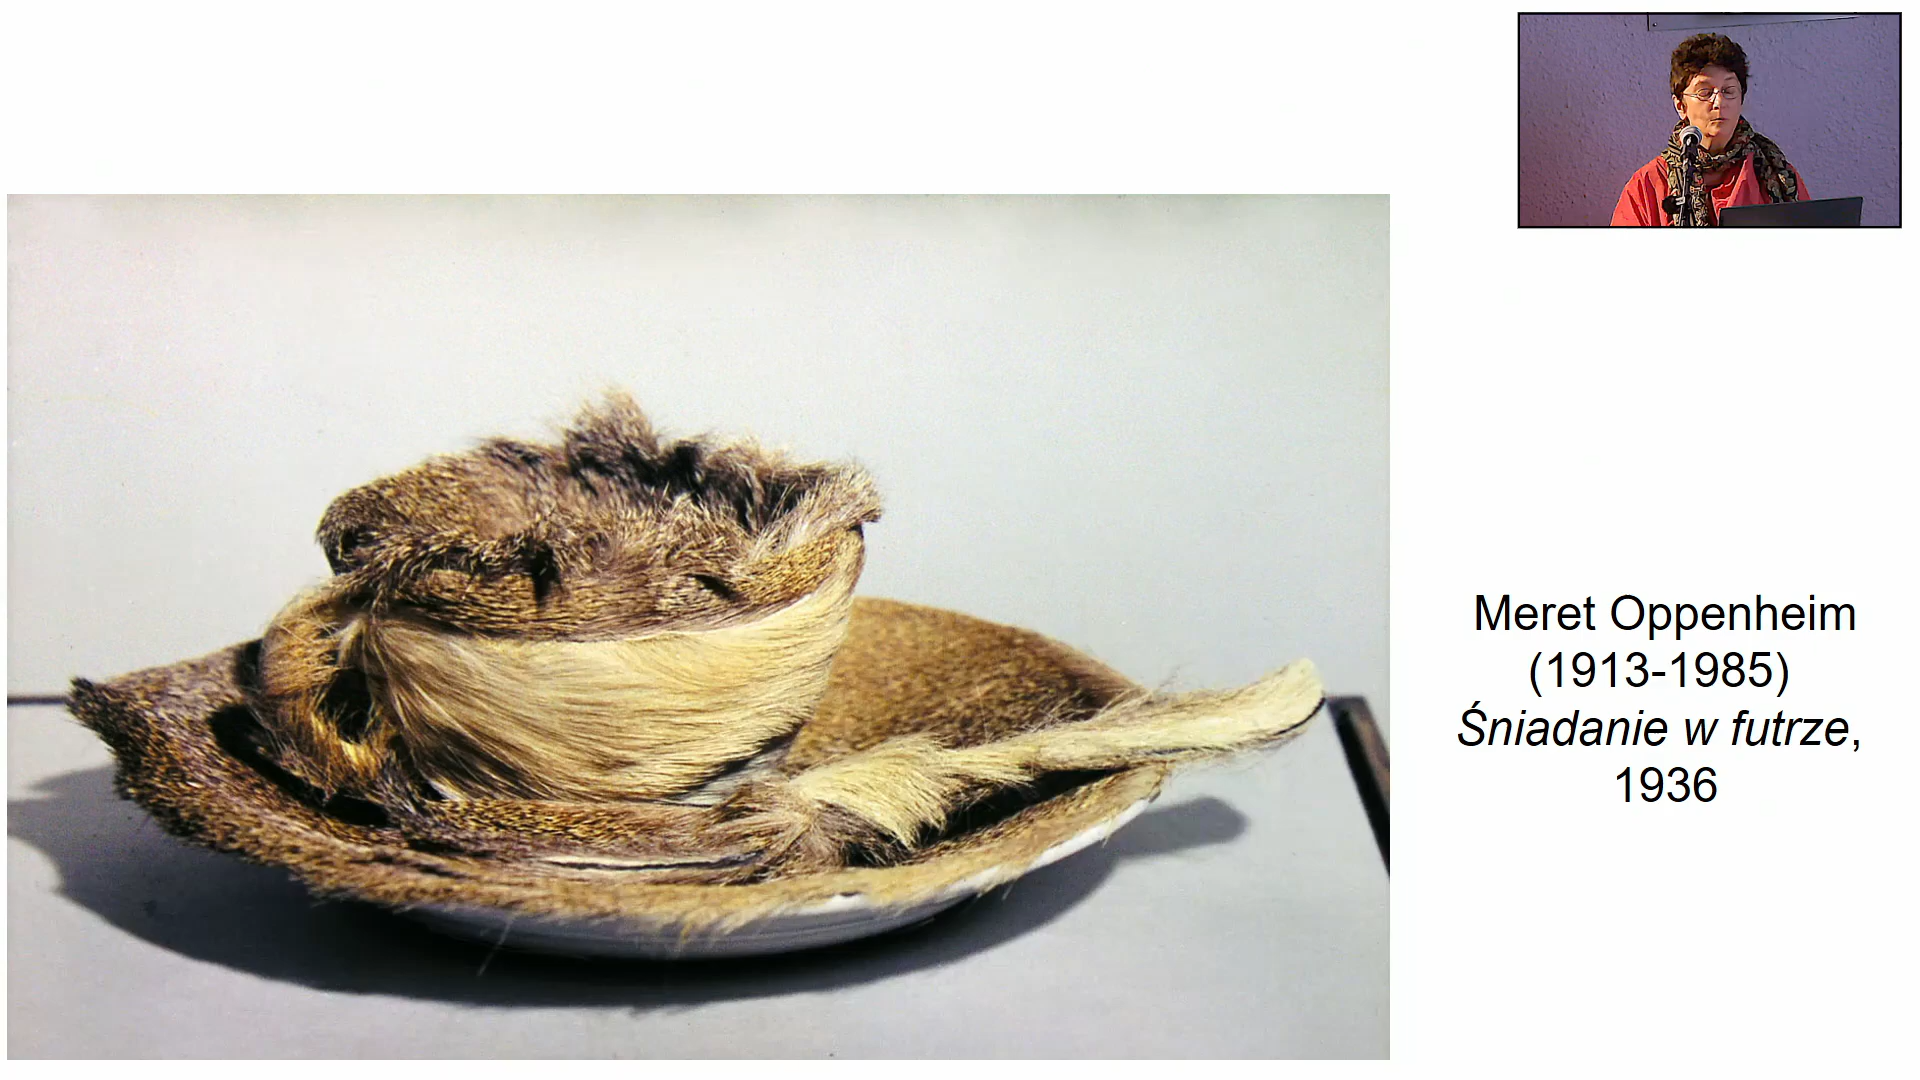 Meret Oppenheim
(1913-1985)
Śniadanie w futrze,
1936